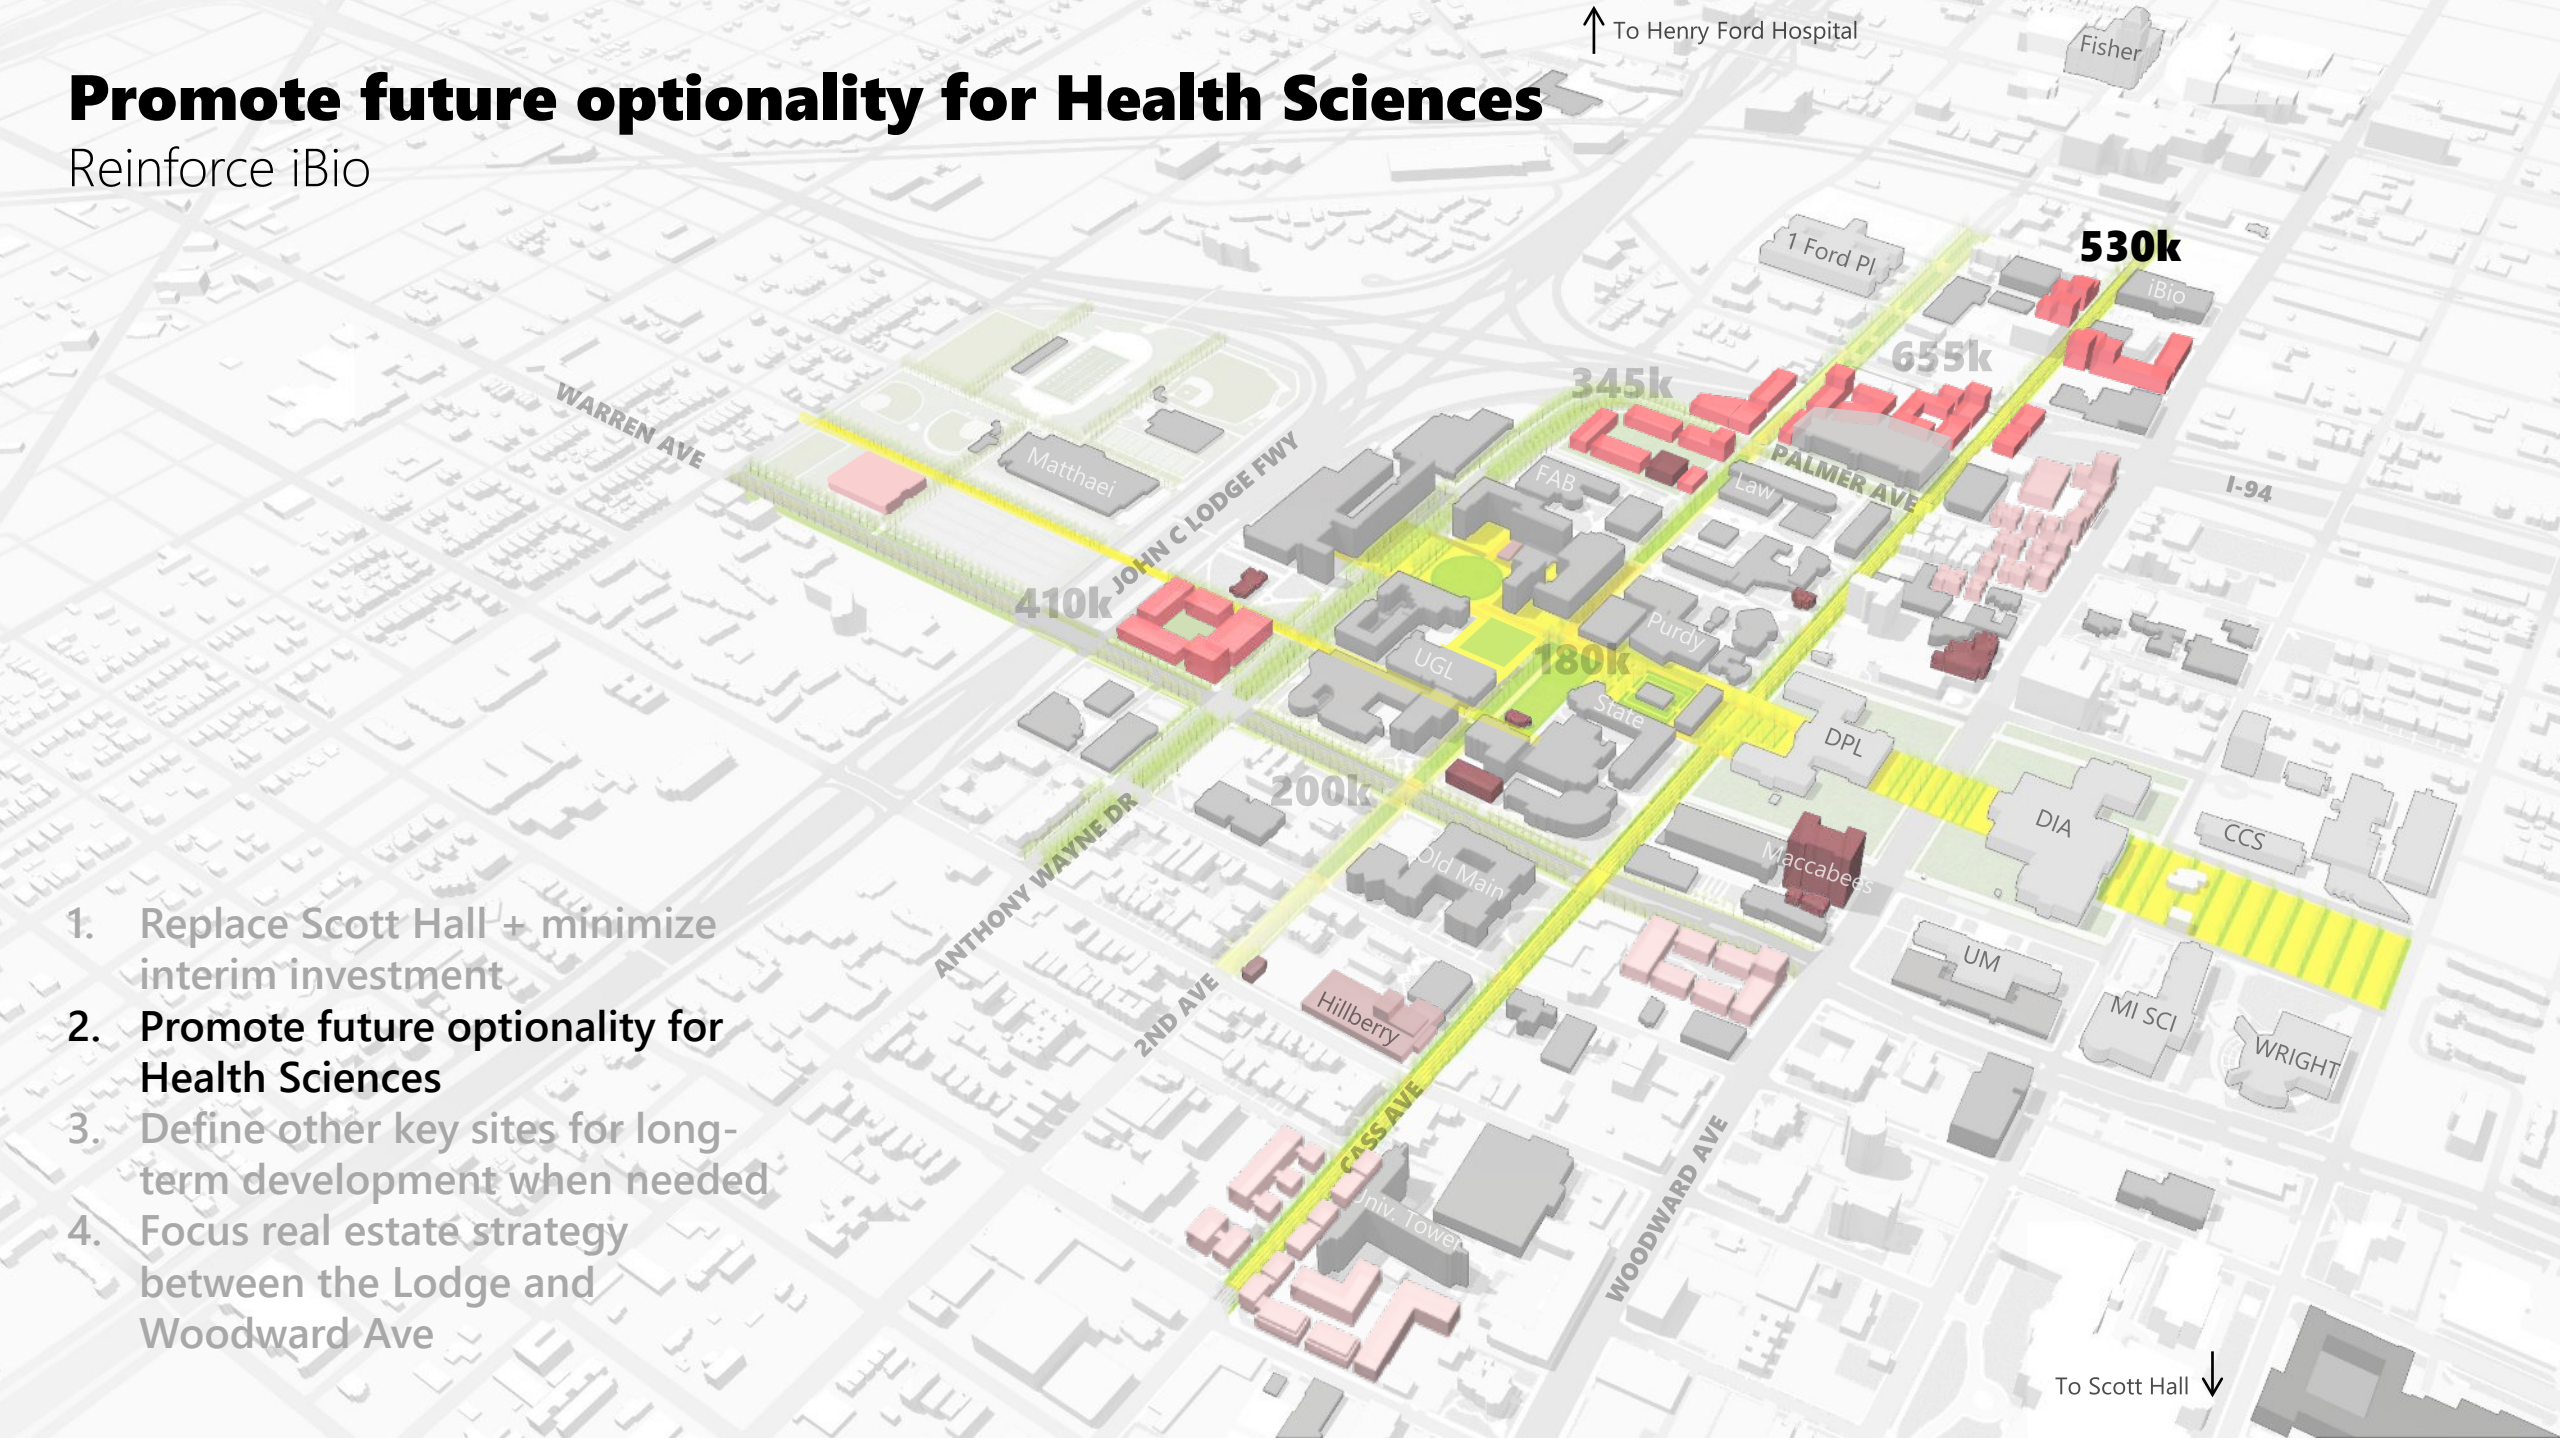 To Henry Ford Hospital
Fisher
Promote future optionality for Health Sciences
Reinforce iBio
1 Ford Pl
530k
iBio
655k
345k
WARREN AVE
Matthaei
JOHN C LODGE FWY
FAB
Law
PALMER AVE
I-94
410k
Purdy
UGL
180k
State
DPL
200k
DIA
CCS
Maccabees
Old Main
ANTHONY WAYNE DR
UM
MI SCI
WRIGHT
2ND AVE
Hillberry
CASS AVE
Univ. Tower
WOODWARD AVE
1. Replace Scott Hall + minimize
interim investment
2. Promote future optionality for
Health Sciences
3. Define other key sites for long-
term development when needed
4. Focus real estate strategy
between the Lodge and
Woodward Ave
To Scott Hall